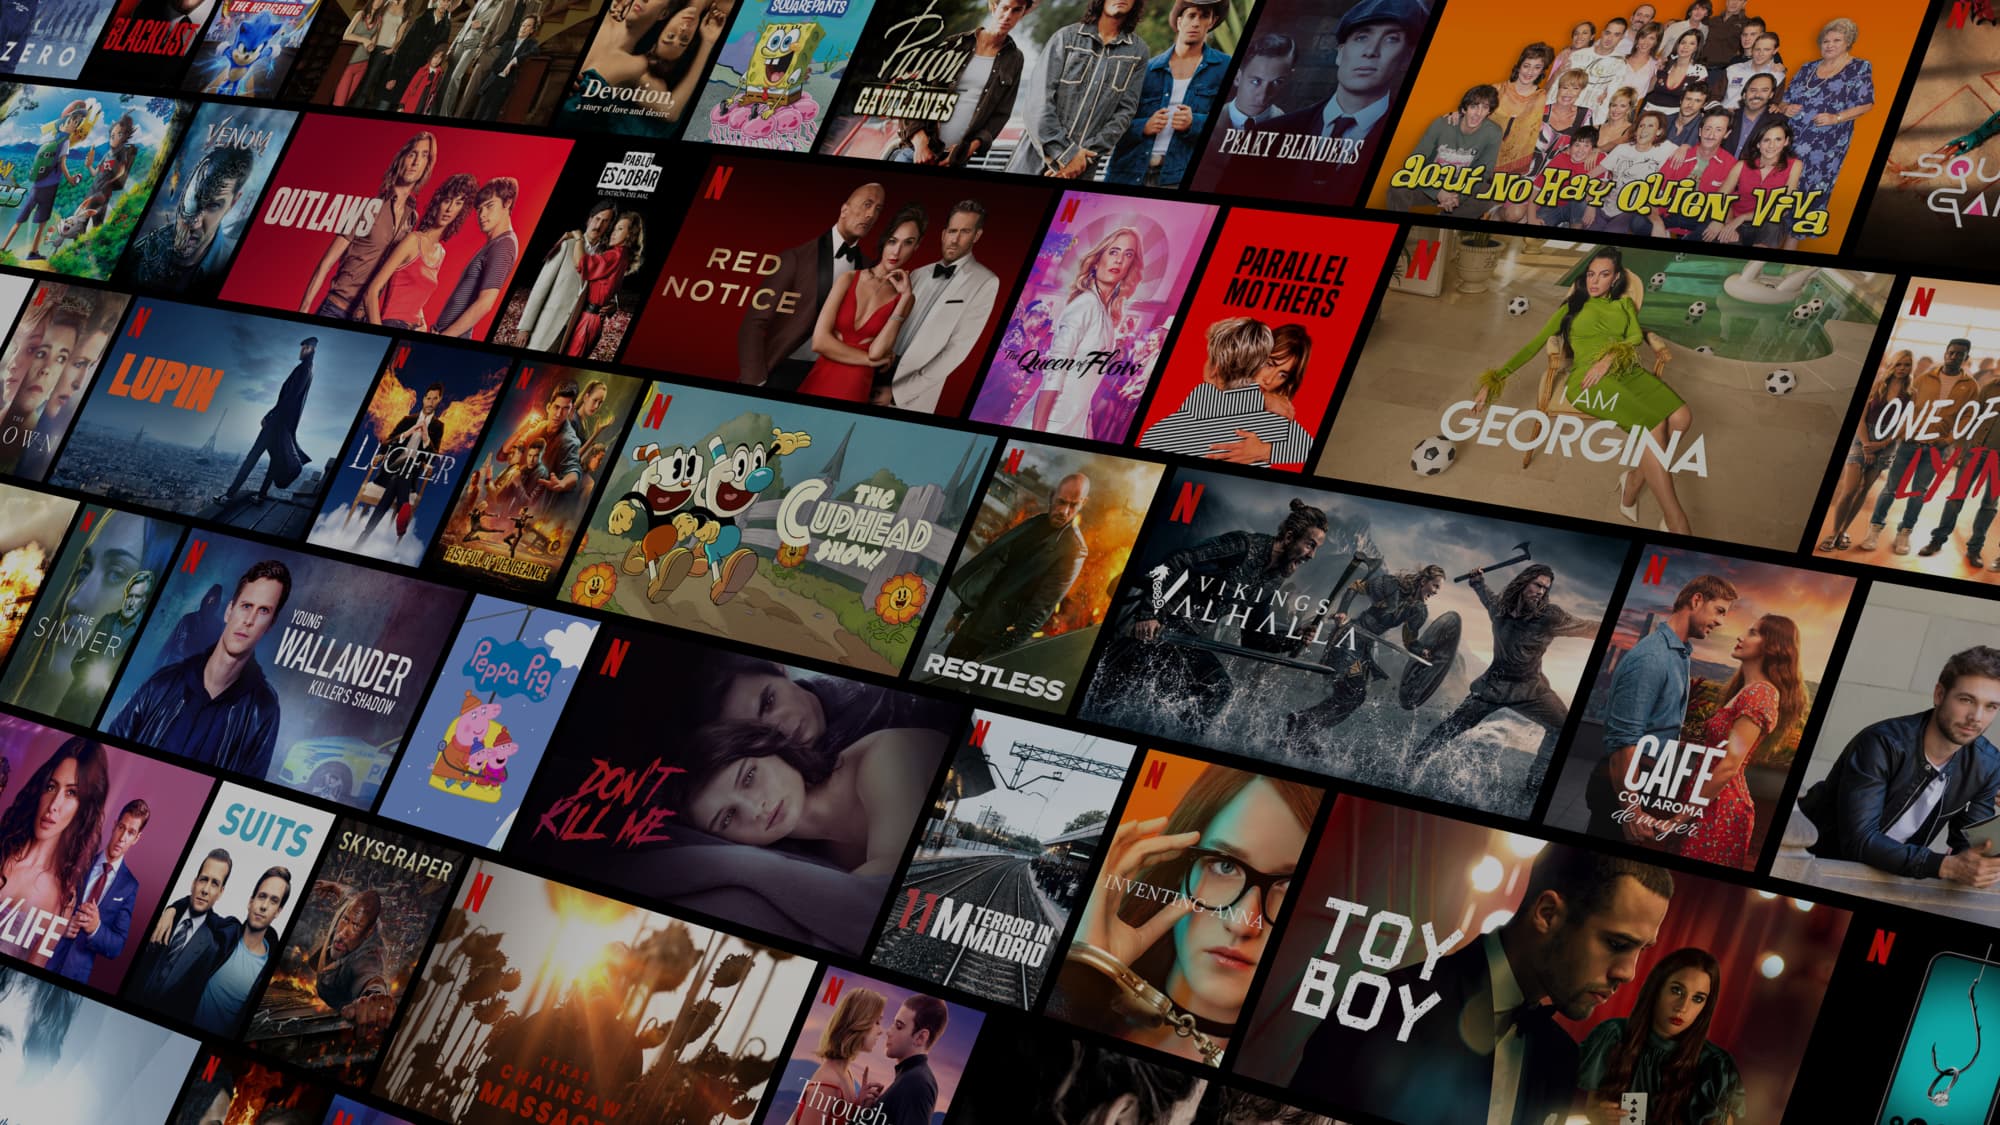 ZERO
BLACKLIST
THE HEDGEHOG
Devotion,
a story of love and desire
SQUAREPANTS
Pasión
DE
GAVILANES
PEAKY BLINDERS
aquí No Hay Quien Viva
VENOM
OUTLAWS
PABLO
ESCOBAR
EL PATRÓN DEL MAL
N
RED
NOTICE
N
The Queen of Flow
PARALLEL
MOTHERS
N
I AM
GEORGINA
N
ONE OF
LYIN
N
OWN
N
LUPIN
N
LUCIFER
N
FISTFUL OF VENGEANCE
N
THE
CUPHEAD
SHOW!
N
RESTLESS
N
VIKINGS
VALHALLA
N
CAFÉ
CON AROMA
de mujer
N
THE
SINNER
N
YOUNG
WALLANDER
KILLER'S SHADOW
Peppa Pig
N
DON'T
KILL ME
N
11M
TERROR IN
MADRID
N
INVENTING ANNA
TOY
BOY
N
/LIFE
SUITS
SKYSCRAPER
N
TEXAS
CHAINSAW
MASSAC
N
Through
N
N